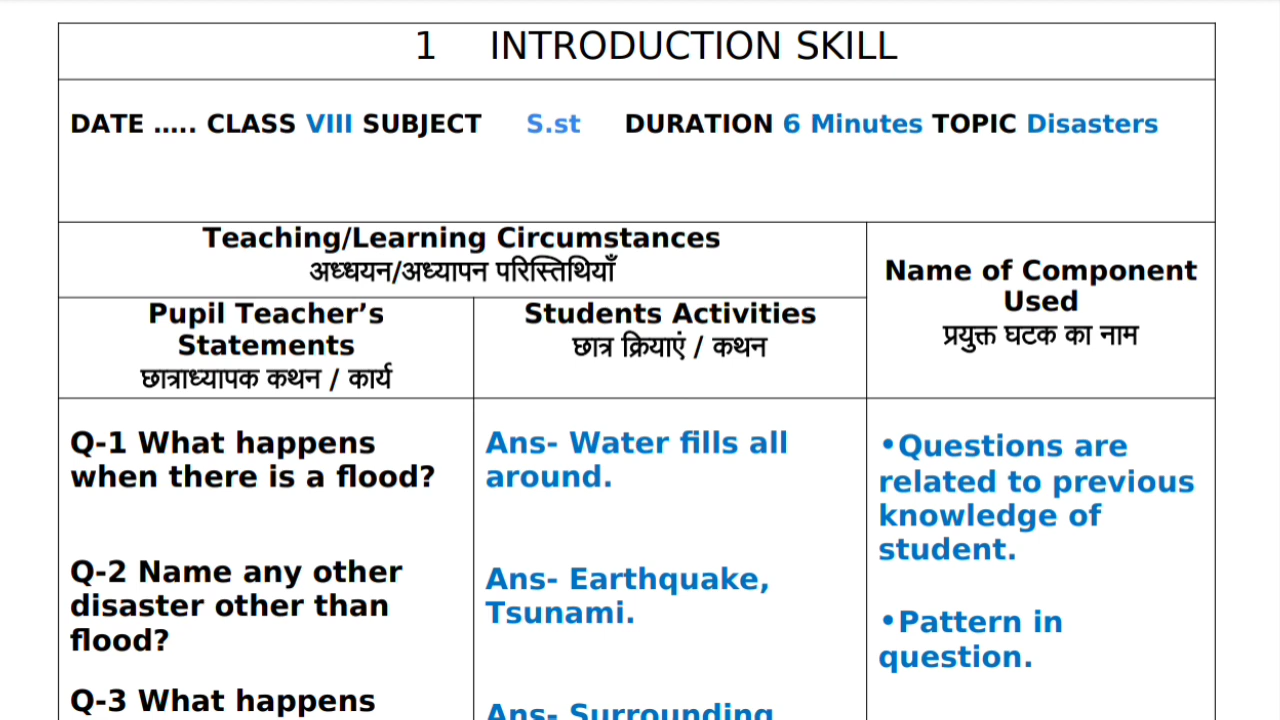 1 INTRODUCTION SKILL
DATE ….. CLASS VIII SUBJECT S.st DURATION 6 Minutes TOPIC Disasters
Teaching/Learning Circumstances
अध्धयन/अध्यापन परिस्तिथियाँ
Name of Component
Used
प्रयुक्त घटक का नाम
Pupil Teacher’s
Statements
छात्राध्यापक कथन / कार्य
Students Activities
छात्र क्रियाएं / कथन
Q-1 What happens
when there is a flood?
Ans- Water fills all
around.
•Questions are
related to previous
knowledge of
student.
Q-2 Name any other
disaster other than
flood?
Ans- Earthquake,
Tsunami.
•Pattern in
question.
Q-3 What happens
Ans- Surrounding